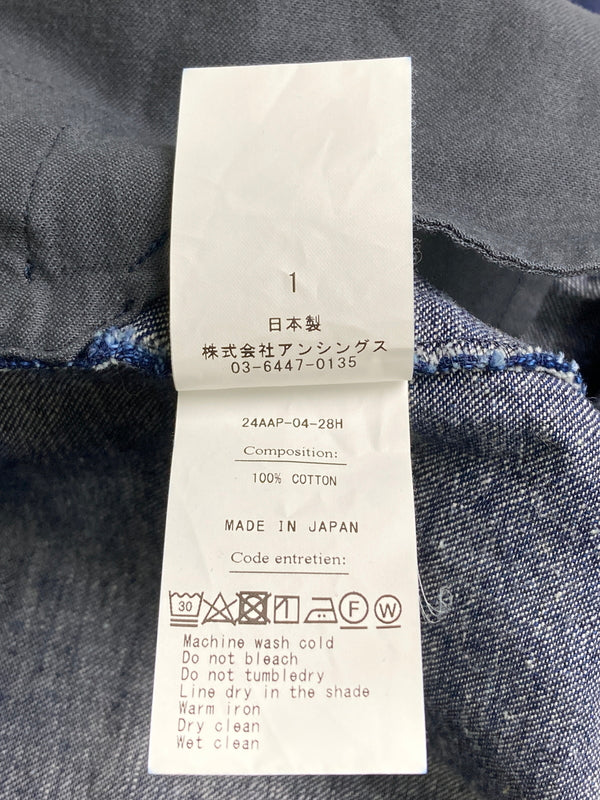 1
日本製
株式会社アンシングス
03-6447-0135
24AAP-04-28H
Composition:
100% COTTON
MADE IN JAPAN
Code entretien:
30 F W
Machine wash cold
Do not bleach
Do not tumbledry
Line dry in the shade
Warm iron
Dry clean
Wet clean